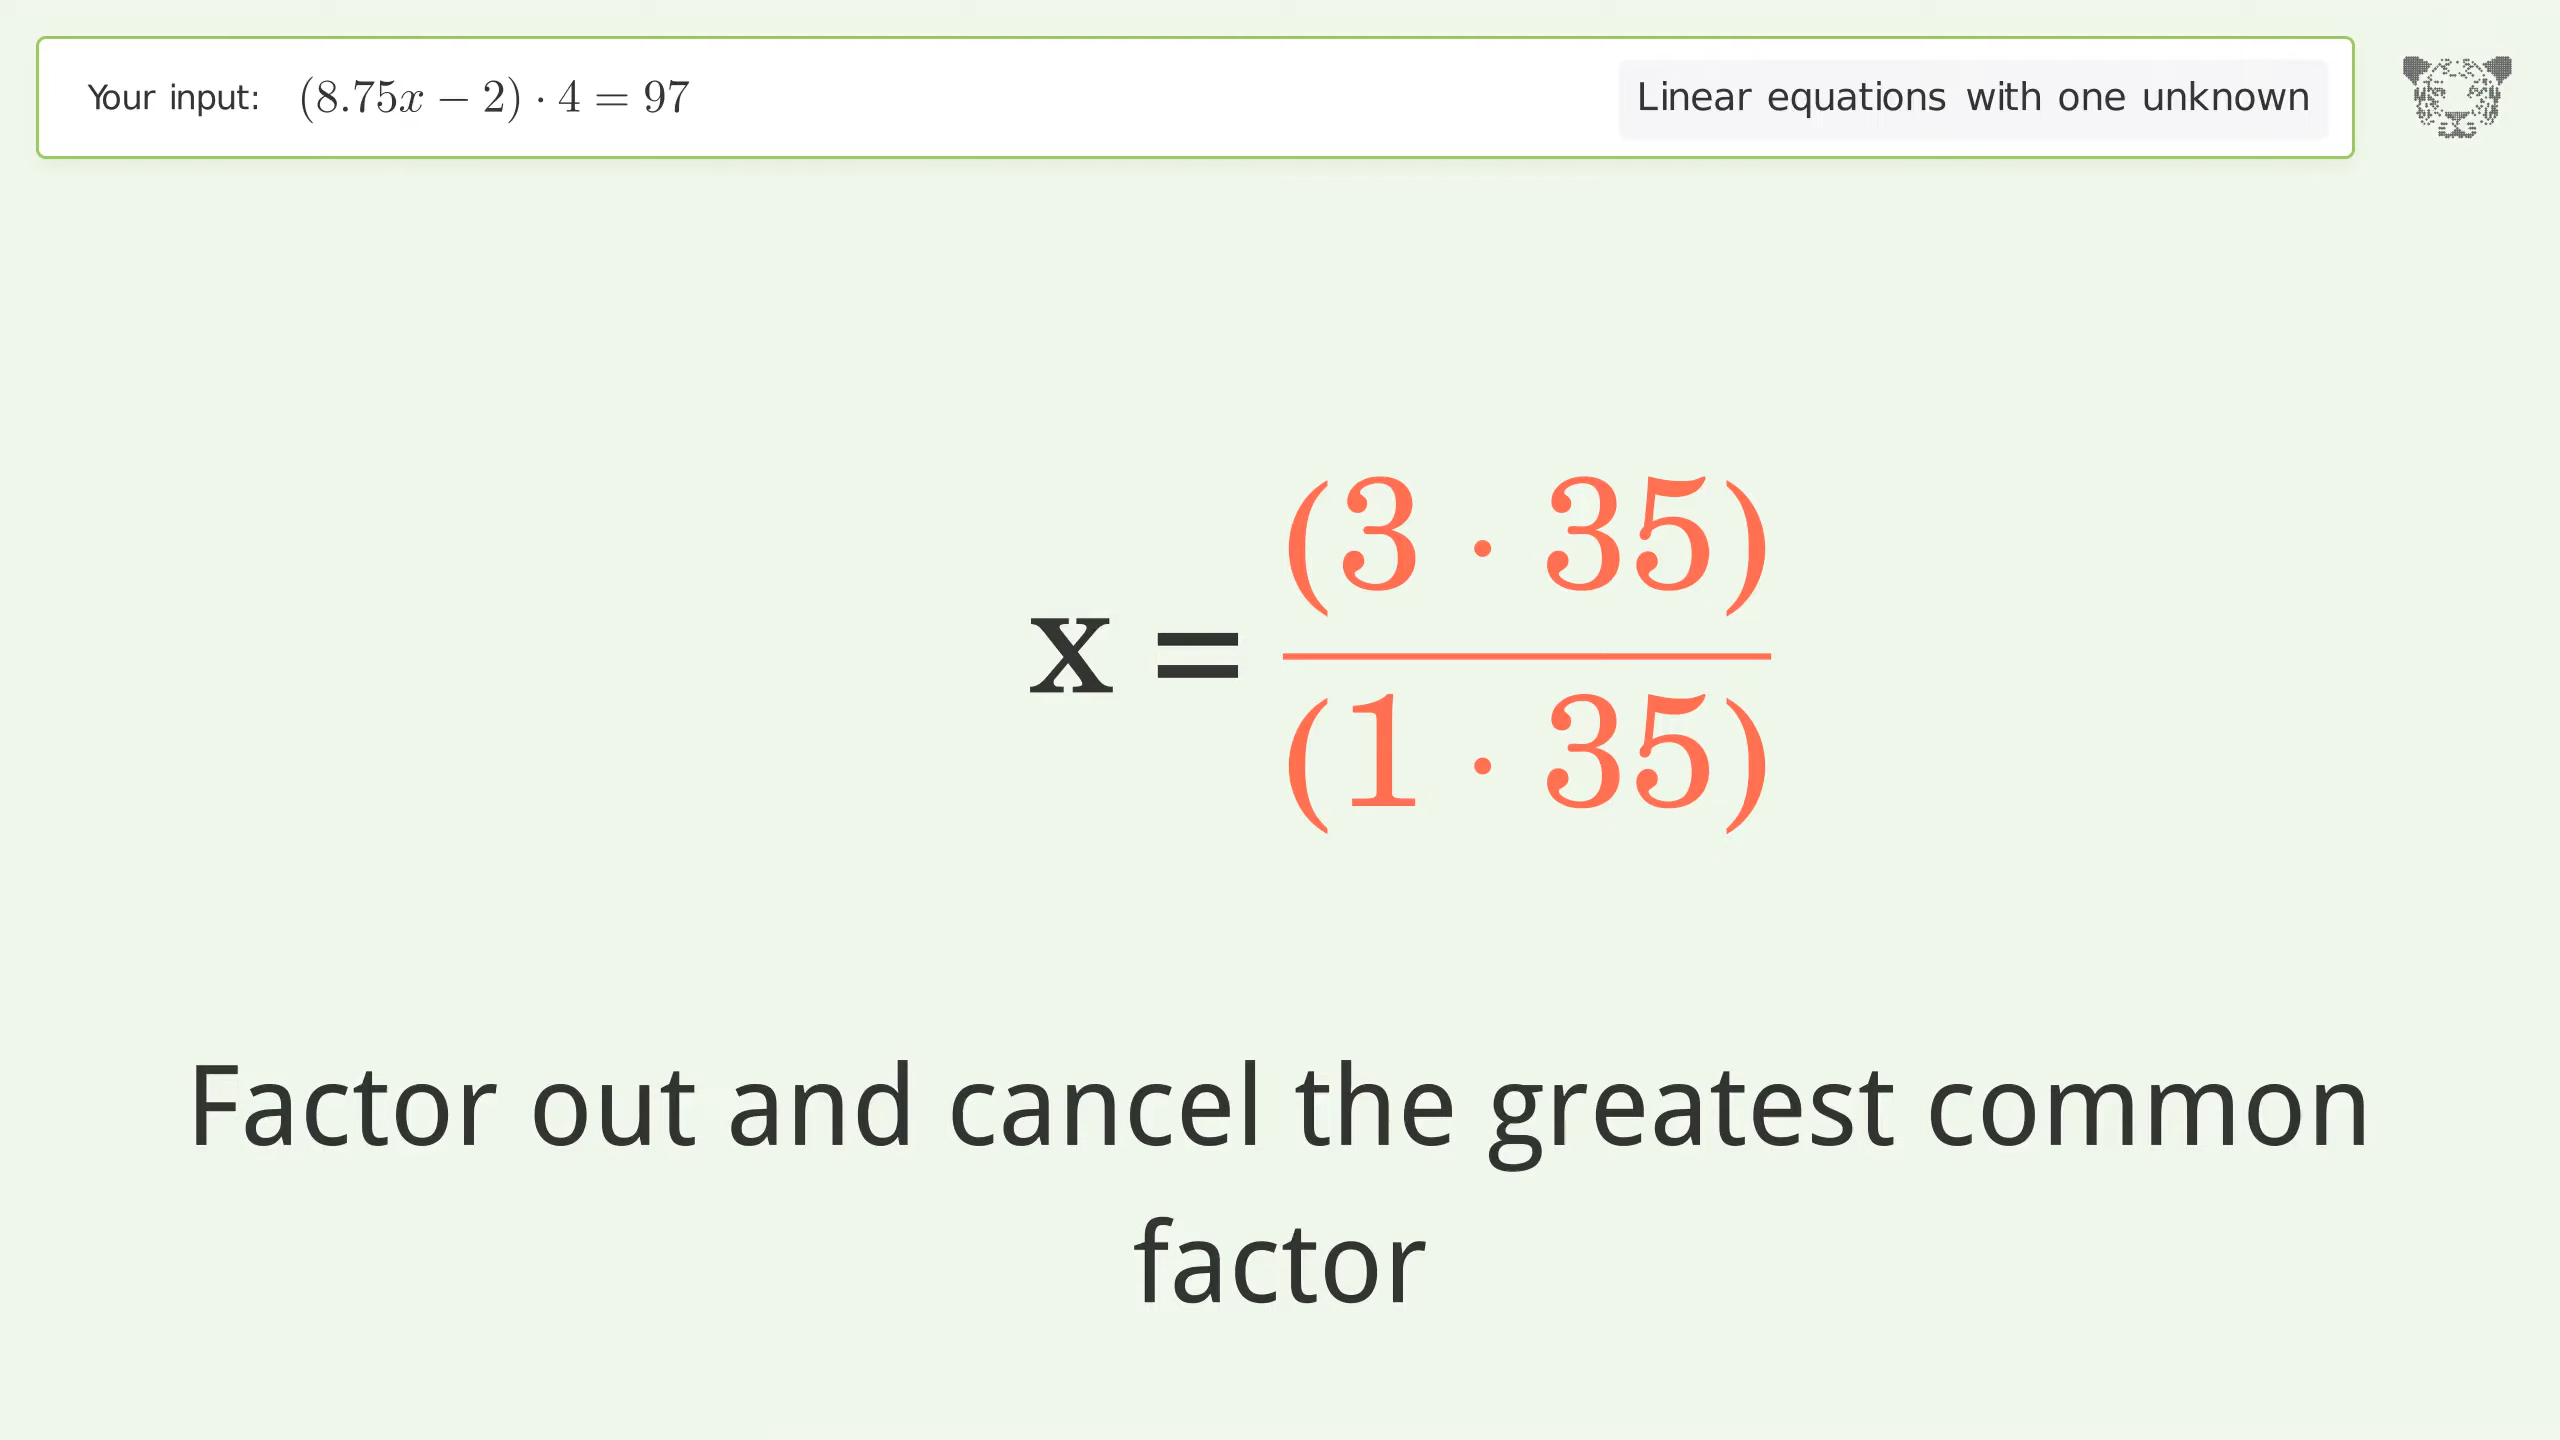 Your input: (8.75x − 2) · 4 = 97
Linear equations with one unknown
(3 · 35)
x =
(1 · 35)
Factor out and cancel the greatest common
factor